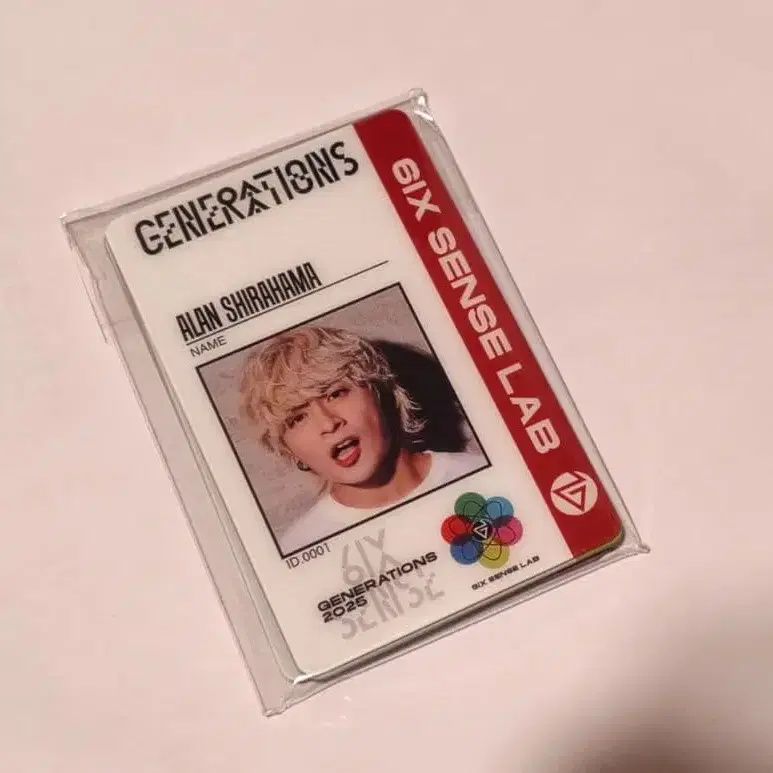 GENERATIONS
6IX SENSE LAB
ALAN SHIRAHAMA
NAME
ID.0001
6IX
SENSE
GENERATIONS
2025
6IX SENSE LAB